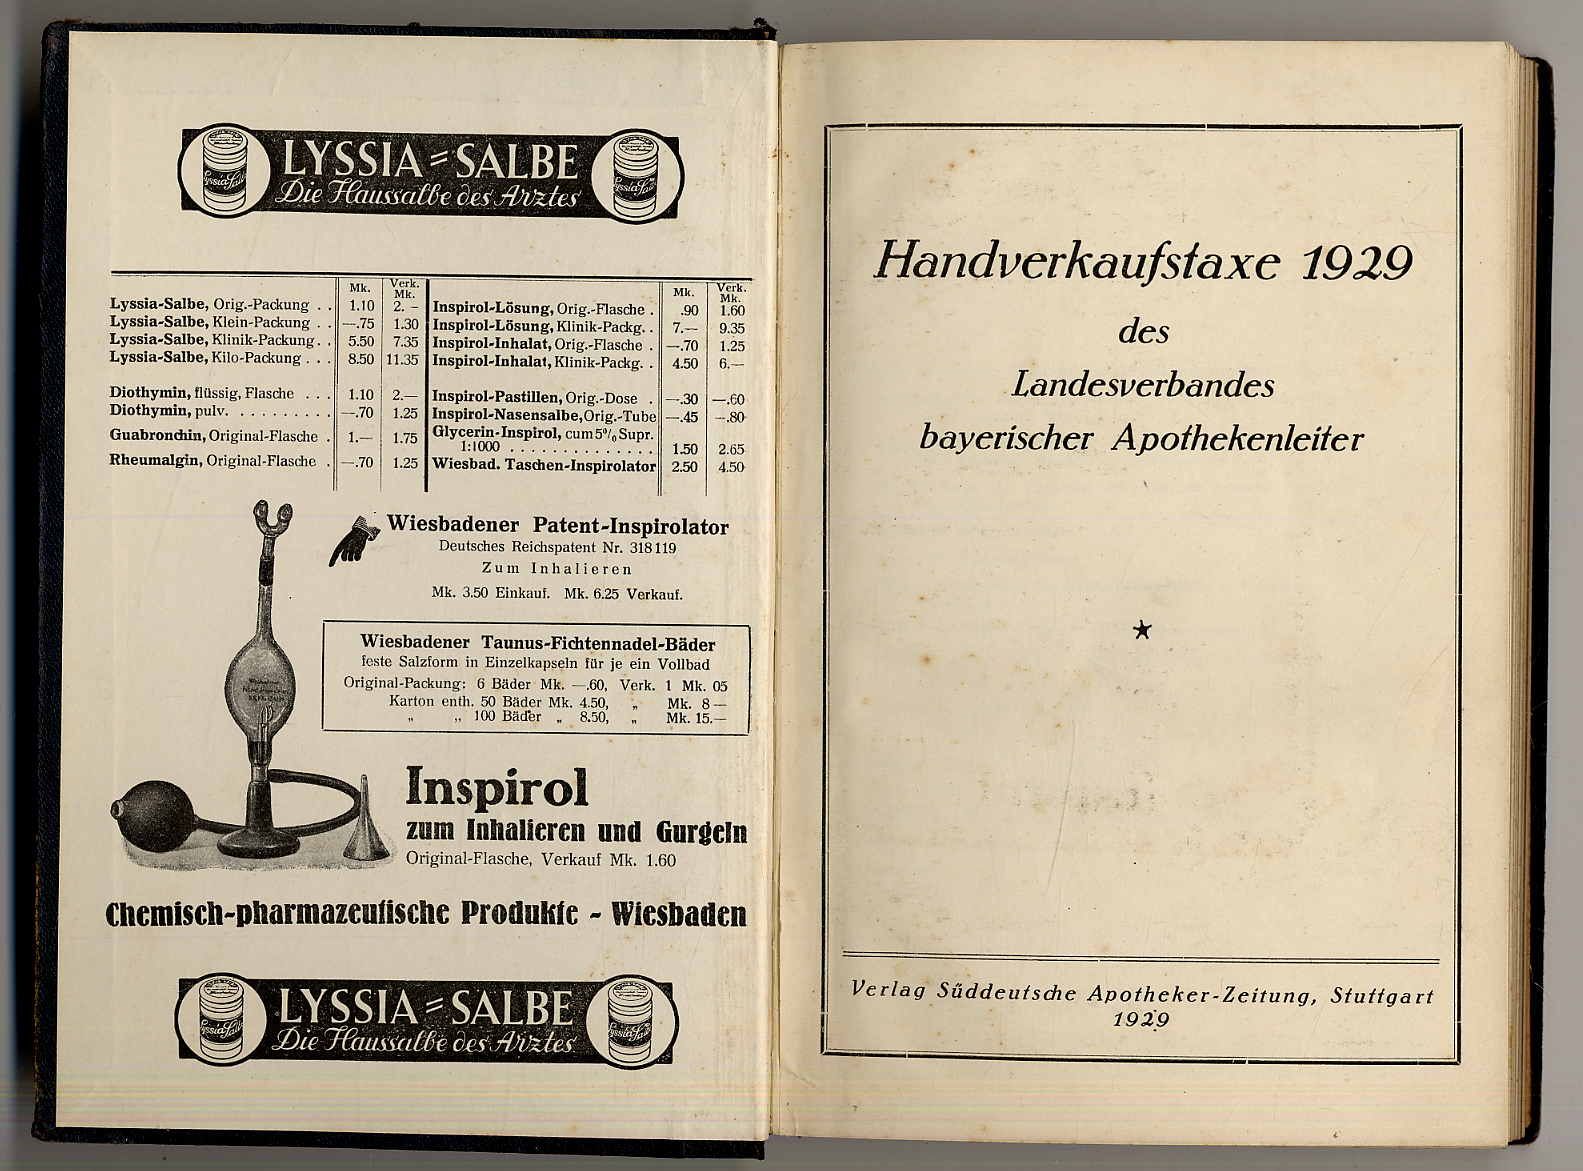 LYSSIA=SALBE
Die Haussalbe des Arztes
Mk. Verk. Mk.
Lyssia-Salbe, Orig.-Packung . . 1.10 2.–
Lyssia-Salbe, Klein-Packung . . —.75 1.30
Lyssia-Salbe, Klinik-Packung . . 5.50 7.35
Lyssia-Salbe, Kilo-Packung . . . 8.50 11.35
Diothymin, flüssig, Flasche . . . 1.10 2.—
Diothymin, pulv. . . . . . . . . . —.70 1.25
Guabronchin, Original-Flasche . 1.— 1.75
Rheumalgin, Original-Flasche . —.70 1.25
Mk. Verk. Mk.
Inspirol-Lösung, Orig.-Flasche . .90 1.60
Inspirol-Lösung, Klinik-Packg. . 7.— 9.35
Inspirol-Inhalat, Orig.-Flasche . —.70 1.25
Inspirol-Inhalat, Klinik-Packg. . 4.50 6.—
Inspirol-Pastillen, Orig.-Dose . —.30 —.60
Inspirol-Nasensalbe, Orig.-Tube —.45 —.80
Glycerin-Inspirol, cum 5% Supr.
1:1000 . . . . . . . . . . . . . . 1.50 2.65
Wiesbad. Taschen-Inspirolator 2.50 4.50
Wiesbadener Patent-Inspirolator
Deutsches Reichspatent Nr. 318119
Zum Inhalieren
Mk. 3.50 Einkauf. Mk. 6.25 Verkauf.
Wiesbadener Taunus-Fichtennadel-Bäder
feste Salzform in Einzelkapseln für je ein Vollbad
Original-Packung: 6 Bäder Mk. —.60, Verk. 1 Mk. 05
Karton enth. 50 Bäder Mk. 4.50, „ Mk. 8—
„ „ 100 Bäder „ 8.50, „ Mk. 15.—
Inspirol
zum Inhalieren und Gurgeln
Original-Flasche, Verkauf Mk. 1.60
Chemisch-pharmazeutische Produkte - Wiesbaden
LYSSIA=SALBE
Die Haussalbe des Arztes
Handverkaufstaxe 1929
des
Landesverbandes
bayerischer Apothekenleiter
Verlag Süddeutsche Apotheker-Zeitung, Stuttgart
1929